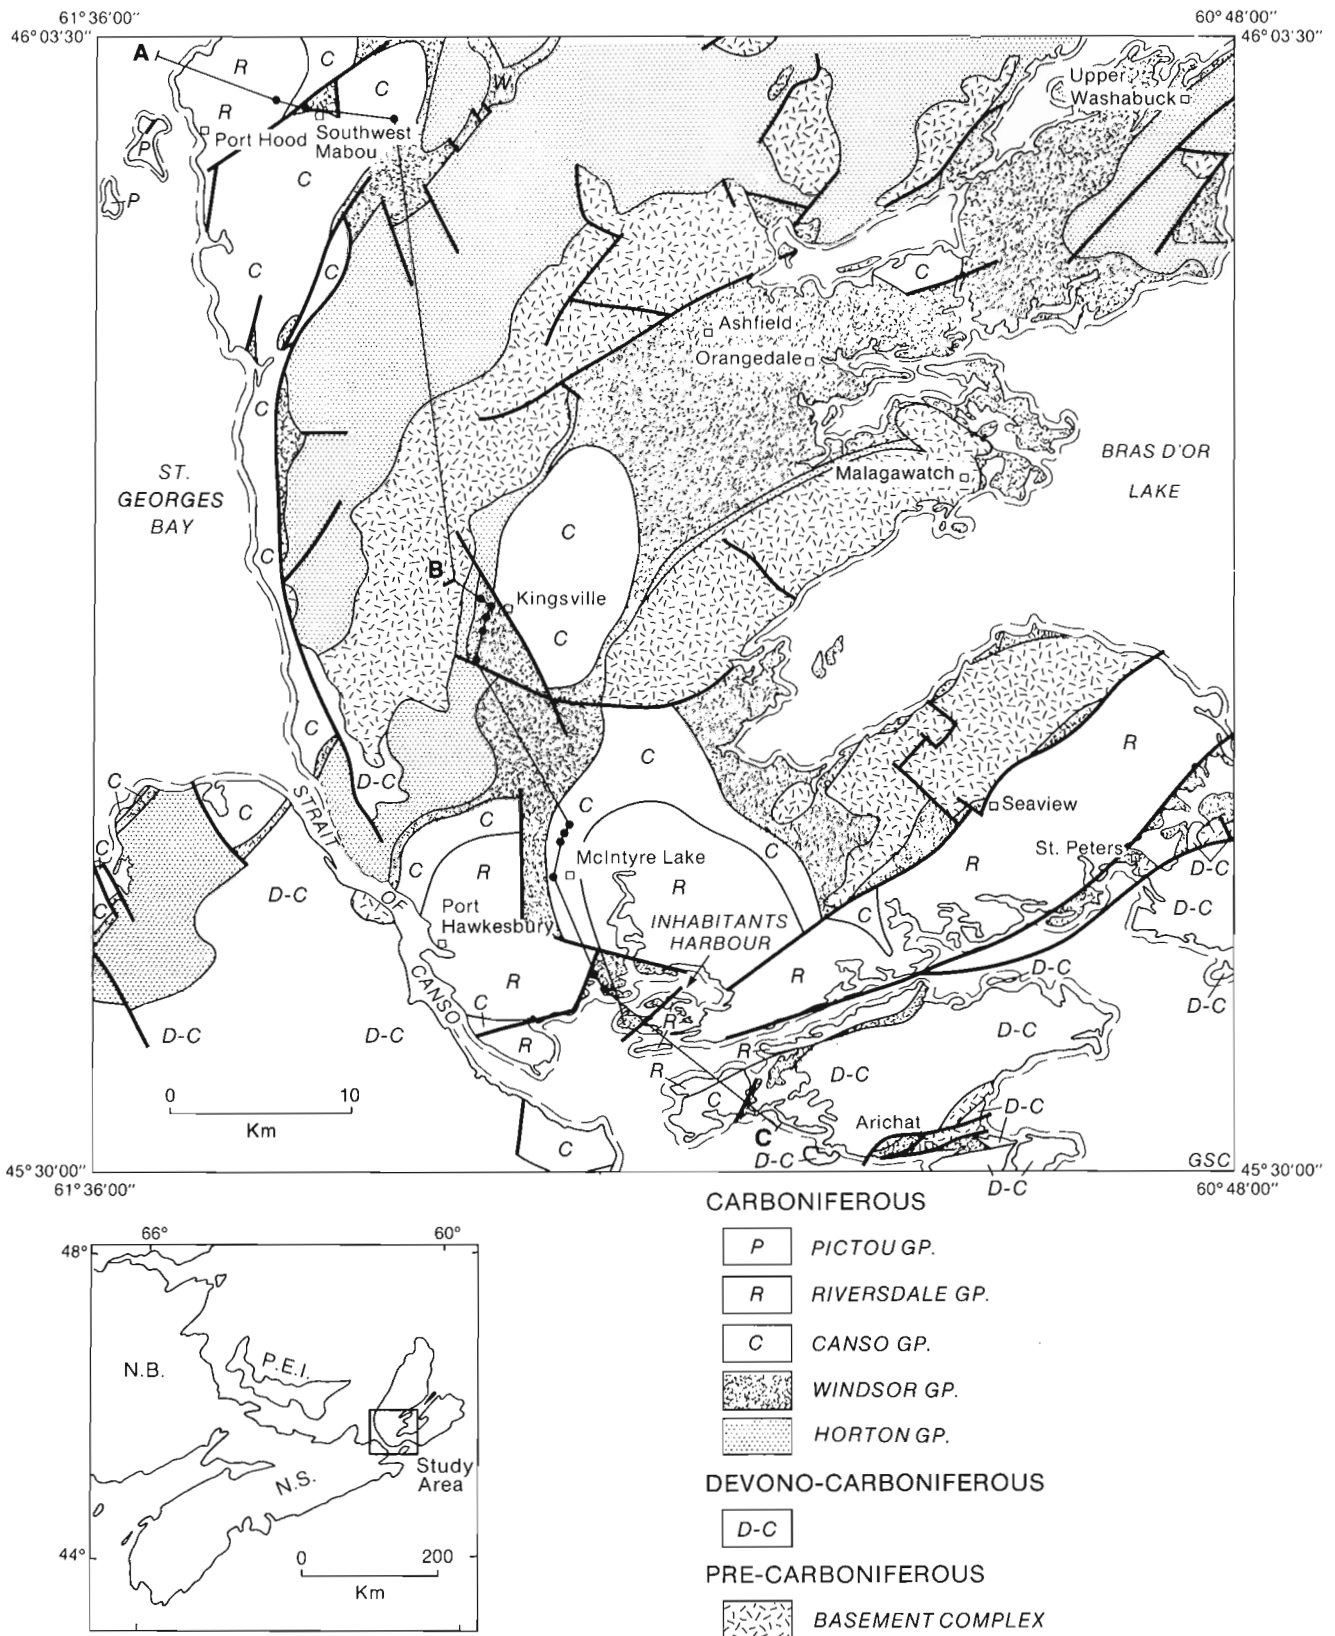 61°36'00" 60°48'00"
46°03'30" 46°03'30"
A
R
C
C
W
Upper
Washabuck
R
Port Hood
Southwest
Mabou
P
P
C
C
C
C
Ashfield
Orangedale
C
ST.
GEORGES
BAY
BRAS D'OR
LAKE
Malagawatch
C
C
B
Kingsville
C
C
C
R
D-C
C
STRAIT
OF
CANSO
C
C
C
Seaview
C
C
McIntyre Lake
C
St. Peters
D-C
C
R
R
R
D-C
D-C
C
Port
Hawkesbury
INHABITANTS
HARBOUR
C
R
D-C
D-C
R
C
R
D-C
D-C
D-C
R
R
R
D-C
C
0 10
Km
Arichat
D-C
C
C
D-C
GSC
45°30'00" 45°30'00"
61°36'00" 60°48'00"
D-C
66° 60°
48°
N.B.
P.E.I.
N.S.
Study
Area
44°
0 200
Km
CARBONIFEROUS
P PICTOU GP.
R RIVERSDALE GP.
C CANSO GP.
WINDSOR GP.
HORTON GP.
DEVONO-CARBONIFEROUS
D-C
PRE-CARBONIFEROUS
BASEMENT COMPLEX